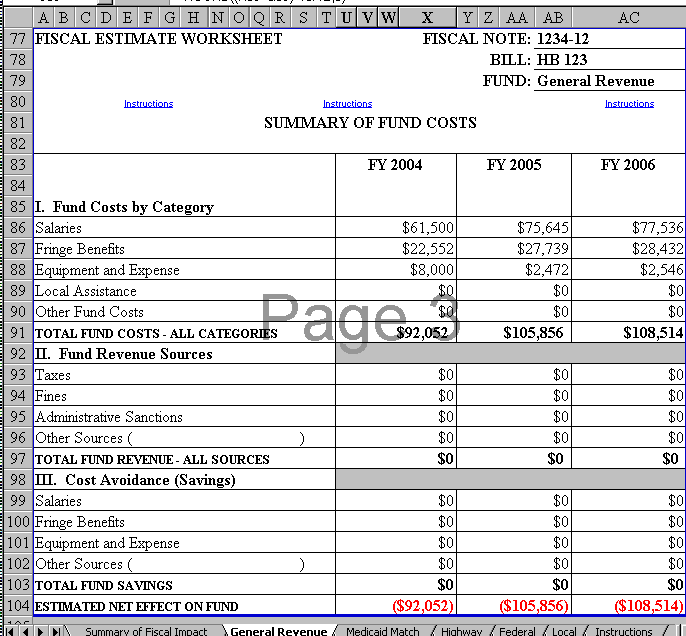 A B C D E F G H N O Q R S T U V W X Y Z AA AB AC
77 FISCAL ESTIMATE WORKSHEET FISCAL NOTE: 1234-12
78 BILL: HB 123
79 FUND: General Revenue
80 Instructions Instructions Instructions
81 SUMMARY OF FUND COSTS
82
83 FY 2004 FY 2005 FY 2006
84
85 I. Fund Costs by Category
86 Salaries $61,500 $75,645 $77,536
87 Fringe Benefits $22,552 $27,739 $28,432
88 Equipment and Expense $8,000 $2,472 $2,546
89 Local Assistance $0 $0 $0
90 Other Fund Costs $0 $0 $0
Page 3
91 TOTAL FUND COSTS - ALL CATEGORIES $92,052 $105,856 $108,514
92 II. Fund Revenue Sources
93 Taxes $0 $0 $0
94 Fines $0 $0 $0
95 Administrative Sanctions $0 $0 $0
96 Other Sources ( ) $0 $0 $0
97 TOTAL FUND REVENUE - ALL SOURCES $0 $0 $0
98 III. Cost Avoidance (Savings)
99 Salaries $0 $0 $0
100 Fringe Benefits $0 $0 $0
101 Equipment and Expense $0 $0 $0
102 Other Sources ( ) $0 $0 $0
103 TOTAL FUND SAVINGS $0 $0 $0
104 ESTIMATED NET EFFECT ON FUND ($92,052) ($105,856) ($108,514)
Summary of Fiscal Impact General Revenue Medicaid Match Highway Federal Local Instructions